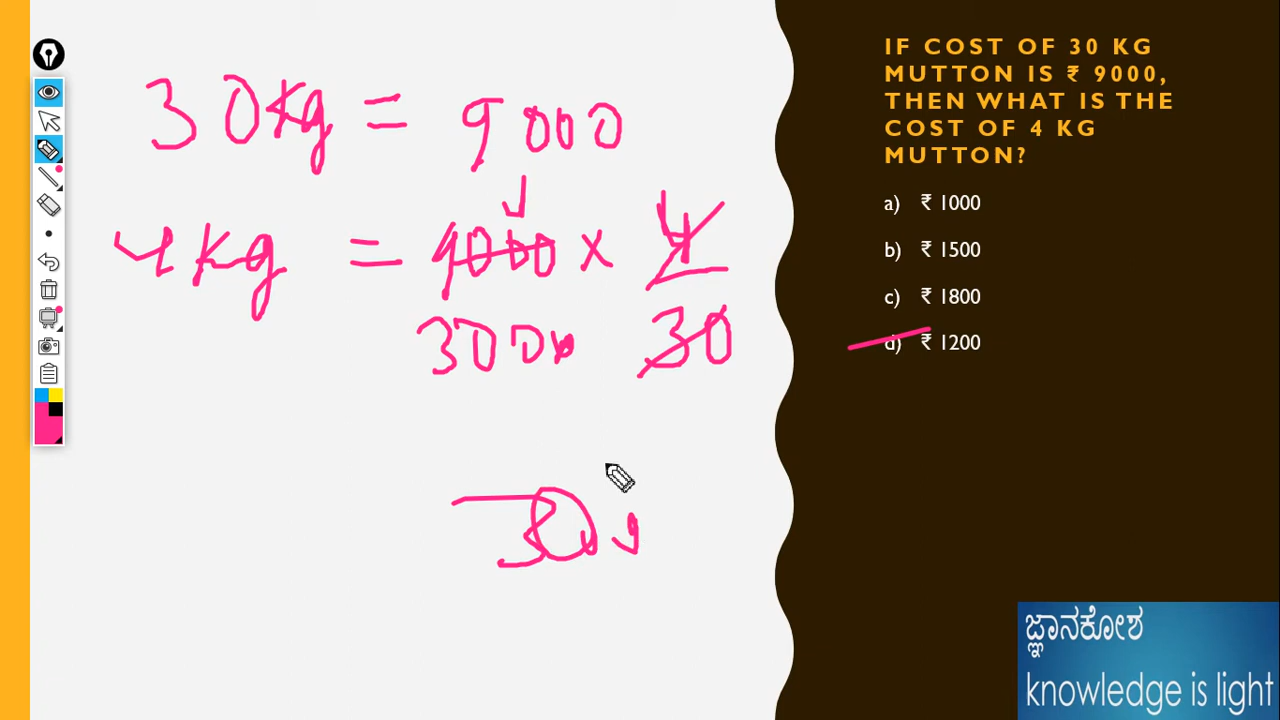 30kg = 9000
4kg = 9000 x 4
3000 30
IF COST OF 30 KG
MUTTON IS ₹ 9000,
THEN WHAT IS THE
COST OF 4 KG
MUTTON?
a) ₹ 1000
b) ₹ 1500
c) ₹ 1800
d) ₹ 1200
ಜ್ಞಾನಕೋಶ
knowledge is light